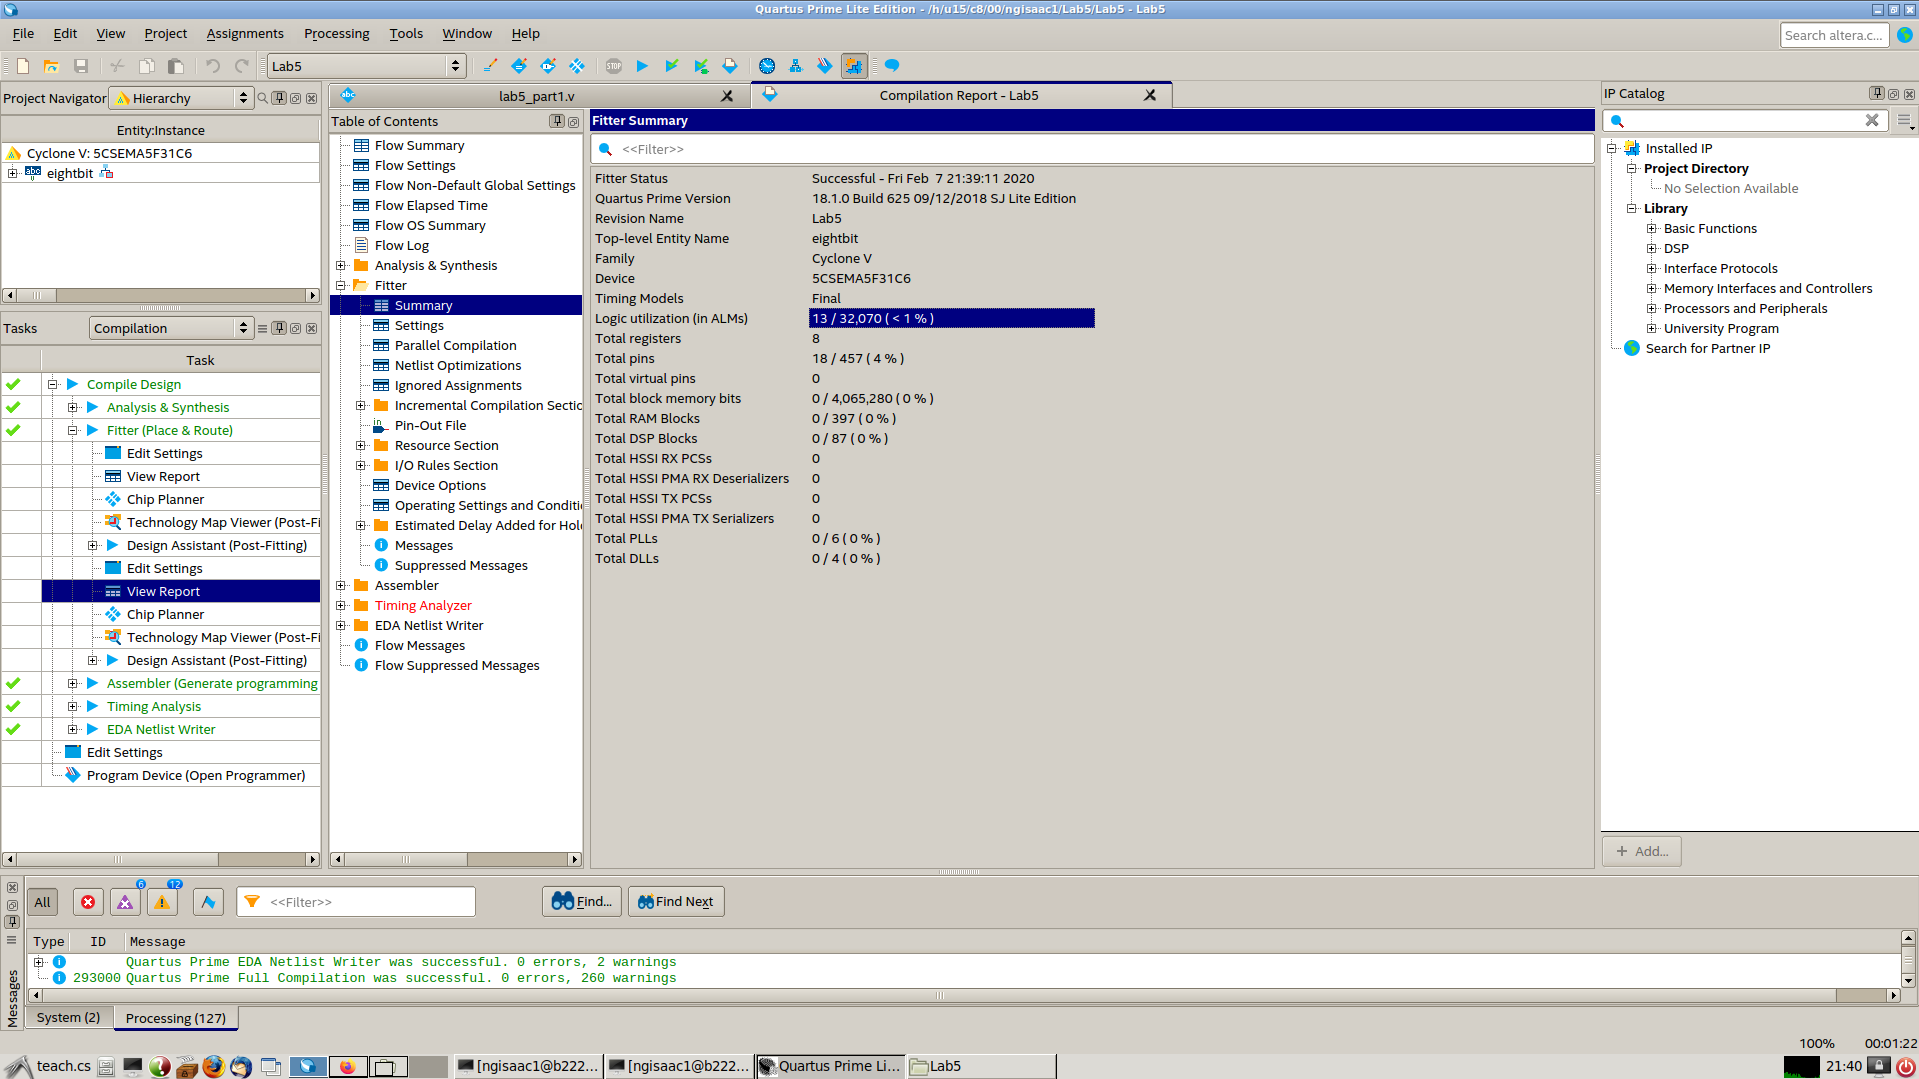 Quartus Prime Lite Edition - /h/u15/c8/00/ngisaac1/Lab5/Lab5 - Lab5
File Edit View Project Assignments Processing Tools Window Help
Search altera.c...
Lab5
Project Navigator Hierarchy
Entity:Instance
Cyclone V: 5CSEMA5F31C6
eightbit
Tasks Compilation
Task
Compile Design
Analysis & Synthesis
Fitter (Place & Route)
Edit Settings
View Report
Chip Planner
Technology Map Viewer (Post-Fi
Design Assistant (Post-Fitting)
Edit Settings
View Report
Chip Planner
Technology Map Viewer (Post-Fi
Design Assistant (Post-Fitting)
Assembler (Generate programming
Timing Analysis
EDA Netlist Writer
Edit Settings
Program Device (Open Programmer)
lab5_part1.v
Compilation Report - Lab5
Table of Contents
Flow Summary
Flow Settings
Flow Non-Default Global Settings
Flow Elapsed Time
Flow OS Summary
Flow Log
Analysis & Synthesis
Fitter
Summary
Settings
Parallel Compilation
Netlist Optimizations
Ignored Assignments
Incremental Compilation Sectio
Pin-Out File
Resource Section
I/O Rules Section
Device Options
Operating Settings and Conditi
Estimated Delay Added for Hol
Messages
Suppressed Messages
Assembler
Timing Analyzer
EDA Netlist Writer
Flow Messages
Flow Suppressed Messages
Fitter Summary
<<Filter>>
Fitter Status Successful - Fri Feb 7 21:39:11 2020
Quartus Prime Version 18.1.0 Build 625 09/12/2018 SJ Lite Edition
Revision Name Lab5
Top-level Entity Name eightbit
Family Cyclone V
Device 5CSEMA5F31C6
Timing Models Final
Logic utilization (in ALMs) 13 / 32,070 ( < 1 % )
Total registers 8
Total pins 18 / 457 ( 4 % )
Total virtual pins 0
Total block memory bits 0 / 4,065,280 ( 0 % )
Total RAM Blocks 0 / 397 ( 0 % )
Total DSP Blocks 0 / 87 ( 0 % )
Total HSSI RX PCSs 0
Total HSSI PMA RX Deserializers 0
Total HSSI TX PCSs 0
Total HSSI PMA TX Serializers 0
Total PLLs 0 / 6 ( 0 % )
Total DLLs 0 / 4 ( 0 % )
IP Catalog
Installed IP
Project Directory
No Selection Available
Library
Basic Functions
DSP
Interface Protocols
Memory Interfaces and Controllers
Processors and Peripherals
University Program
Search for Partner IP
+ Add...
Messages
All 6 12 <<Filter>> Find... Find Next
Type ID Message
Quartus Prime EDA Netlist Writer was successful. 0 errors, 2 warnings
293000 Quartus Prime Full Compilation was successful. 0 errors, 260 warnings
System (2) Processing (127)
100% 00:01:22
teach.cs [ngisaac1@b222... [ngisaac1@b222... Quartus Prime Li... Lab5 21:40